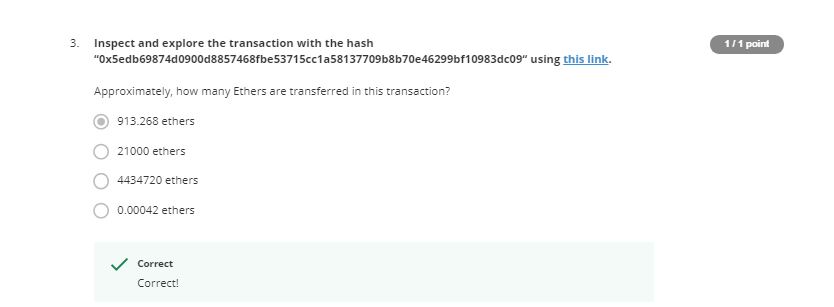 3. Inspect and explore the transaction with the hash
1 / 1 point
"0x5edb69874d0900d8857468fbe53715cc1a58137709b8b70e46299bf10983dc09" using this link.
Approximately, how many Ethers are transferred in this transaction?
913.268 ethers
21000 ethers
4434720 ethers
0.00042 ethers
Correct
Correct!